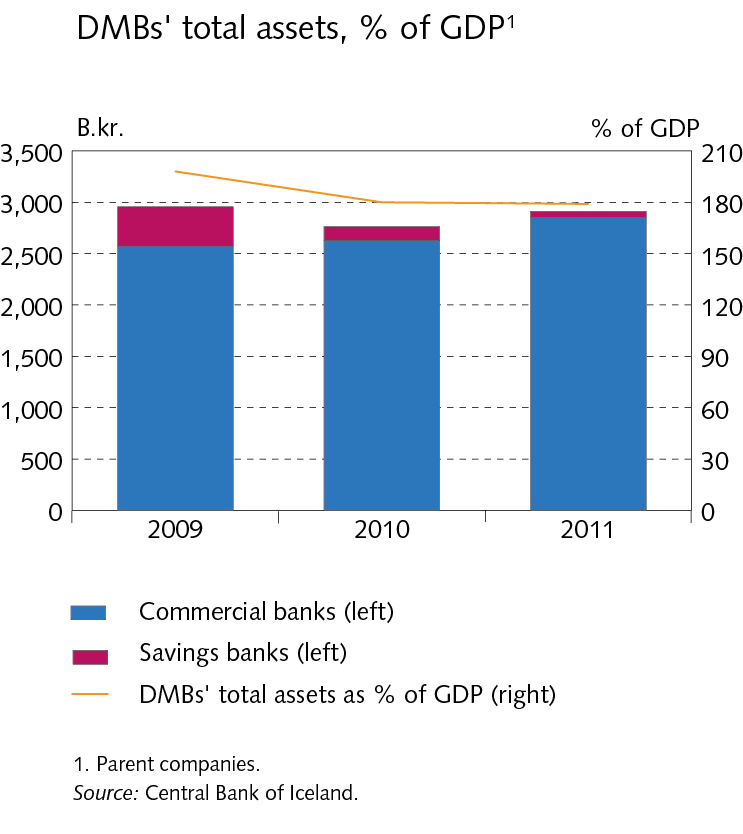 DMBs' total assets, % of GDP¹
B.kr. % of GDP
3,500 210
3,000 180
2,500 150
2,000 120
1,500 90
1,000 60
500 30
0 0
2009 2010 2011
Commercial banks (left)
Savings banks (left)
DMBs' total assets as % of GDP (right)
1. Parent companies.
Source: Central Bank of Iceland.